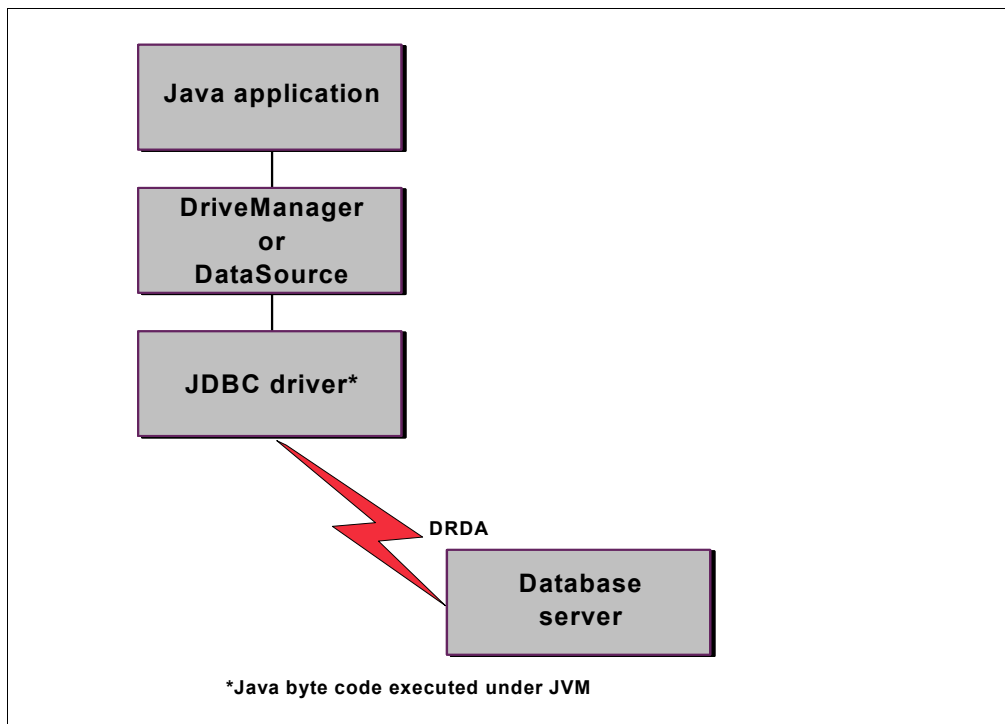 Java application
DriveManager
or
DataSource
JDBC driver*
DRDA
Database
server
*Java byte code executed under JVM